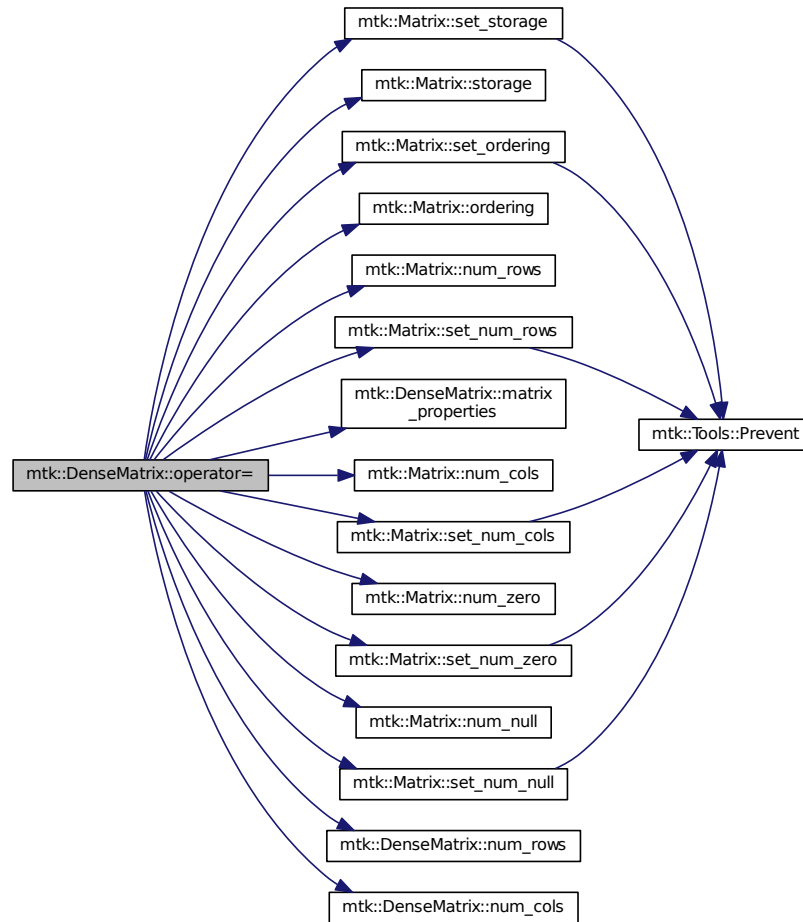 mtk::Matrix::set_storage
mtk::Matrix::storage
mtk::Matrix::set_ordering
mtk::Matrix::ordering
mtk::Matrix::num_rows
mtk::Matrix::set_num_rows
mtk::DenseMatrix::matrix
_properties
mtk::Tools::Prevent
mtk::DenseMatrix::operator=
mtk::Matrix::num_cols
mtk::Matrix::set_num_cols
mtk::Matrix::num_zero
mtk::Matrix::set_num_zero
mtk::Matrix::num_null
mtk::Matrix::set_num_null
mtk::DenseMatrix::num_rows
mtk::DenseMatrix::num_cols